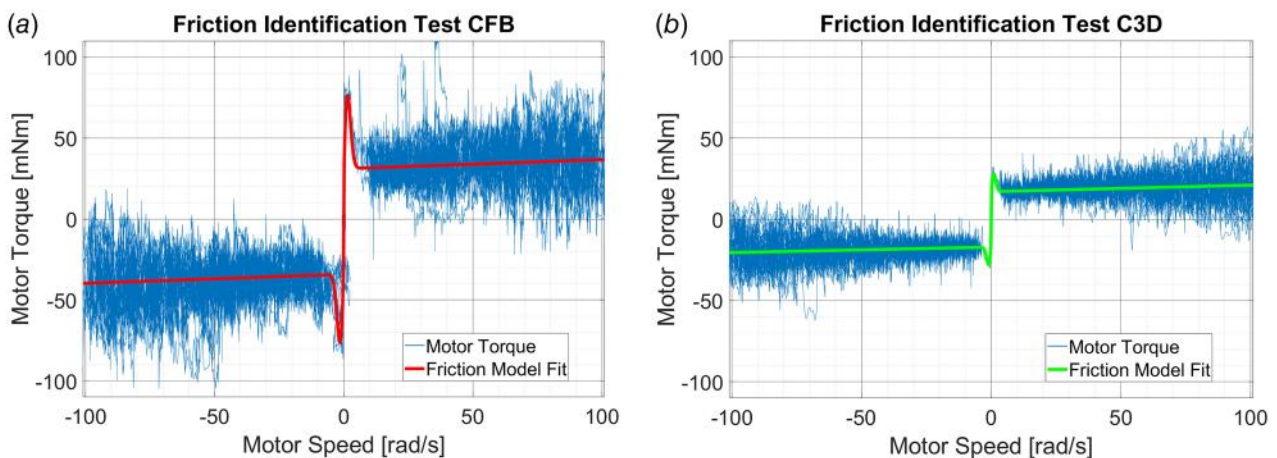 (a) Friction Identification Test CFB
100
50
0
-50
-100
Motor Torque [mNm]
-100 -50 0 50 100
Motor Speed [rad/s]
Motor Torque
Friction Model Fit
(b) Friction Identification Test C3D
100
50
0
-50
-100
Motor Torque [mNm]
-100 -50 0 50 100
Motor Speed [rad/s]
Motor Torque
Friction Model Fit